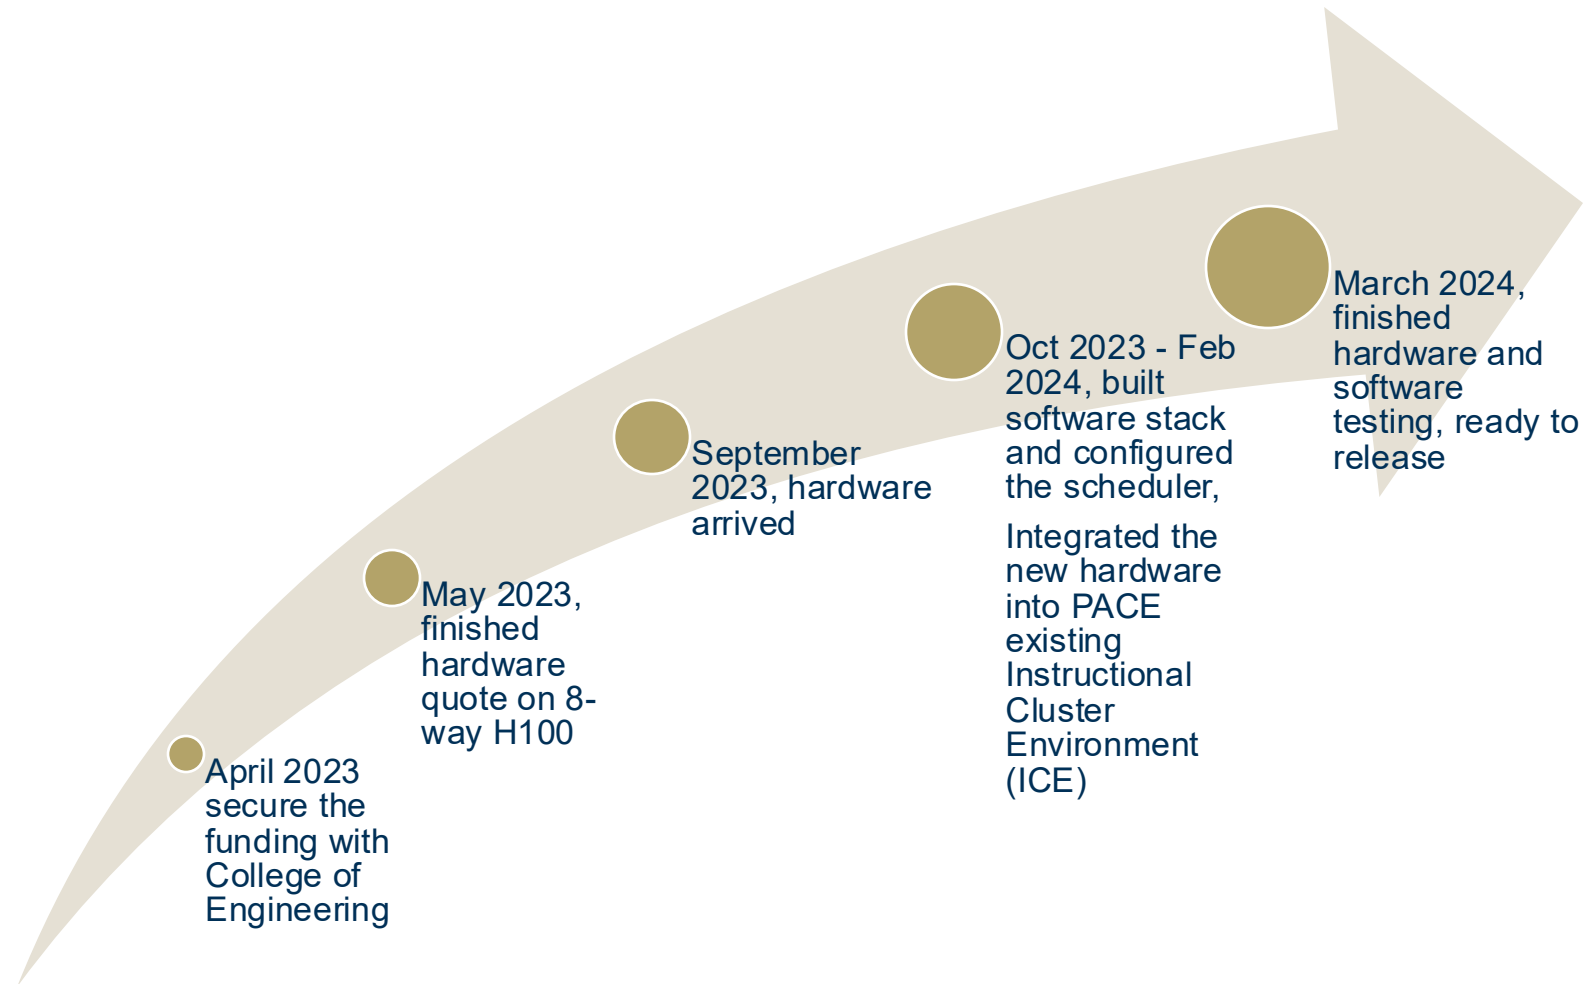 April 2023
secure the
funding with
College of
Engineering
May 2023,
finished
hardware
quote on 8-
way H100
September
2023, hardware
arrived
Oct 2023 - Feb
2024, built
software stack
and configured
the scheduler,
Integrated the
new hardware
into PACE
existing
Instructional
Cluster
Environment
(ICE)
March 2024,
finished
hardware and
software
testing, ready to
release